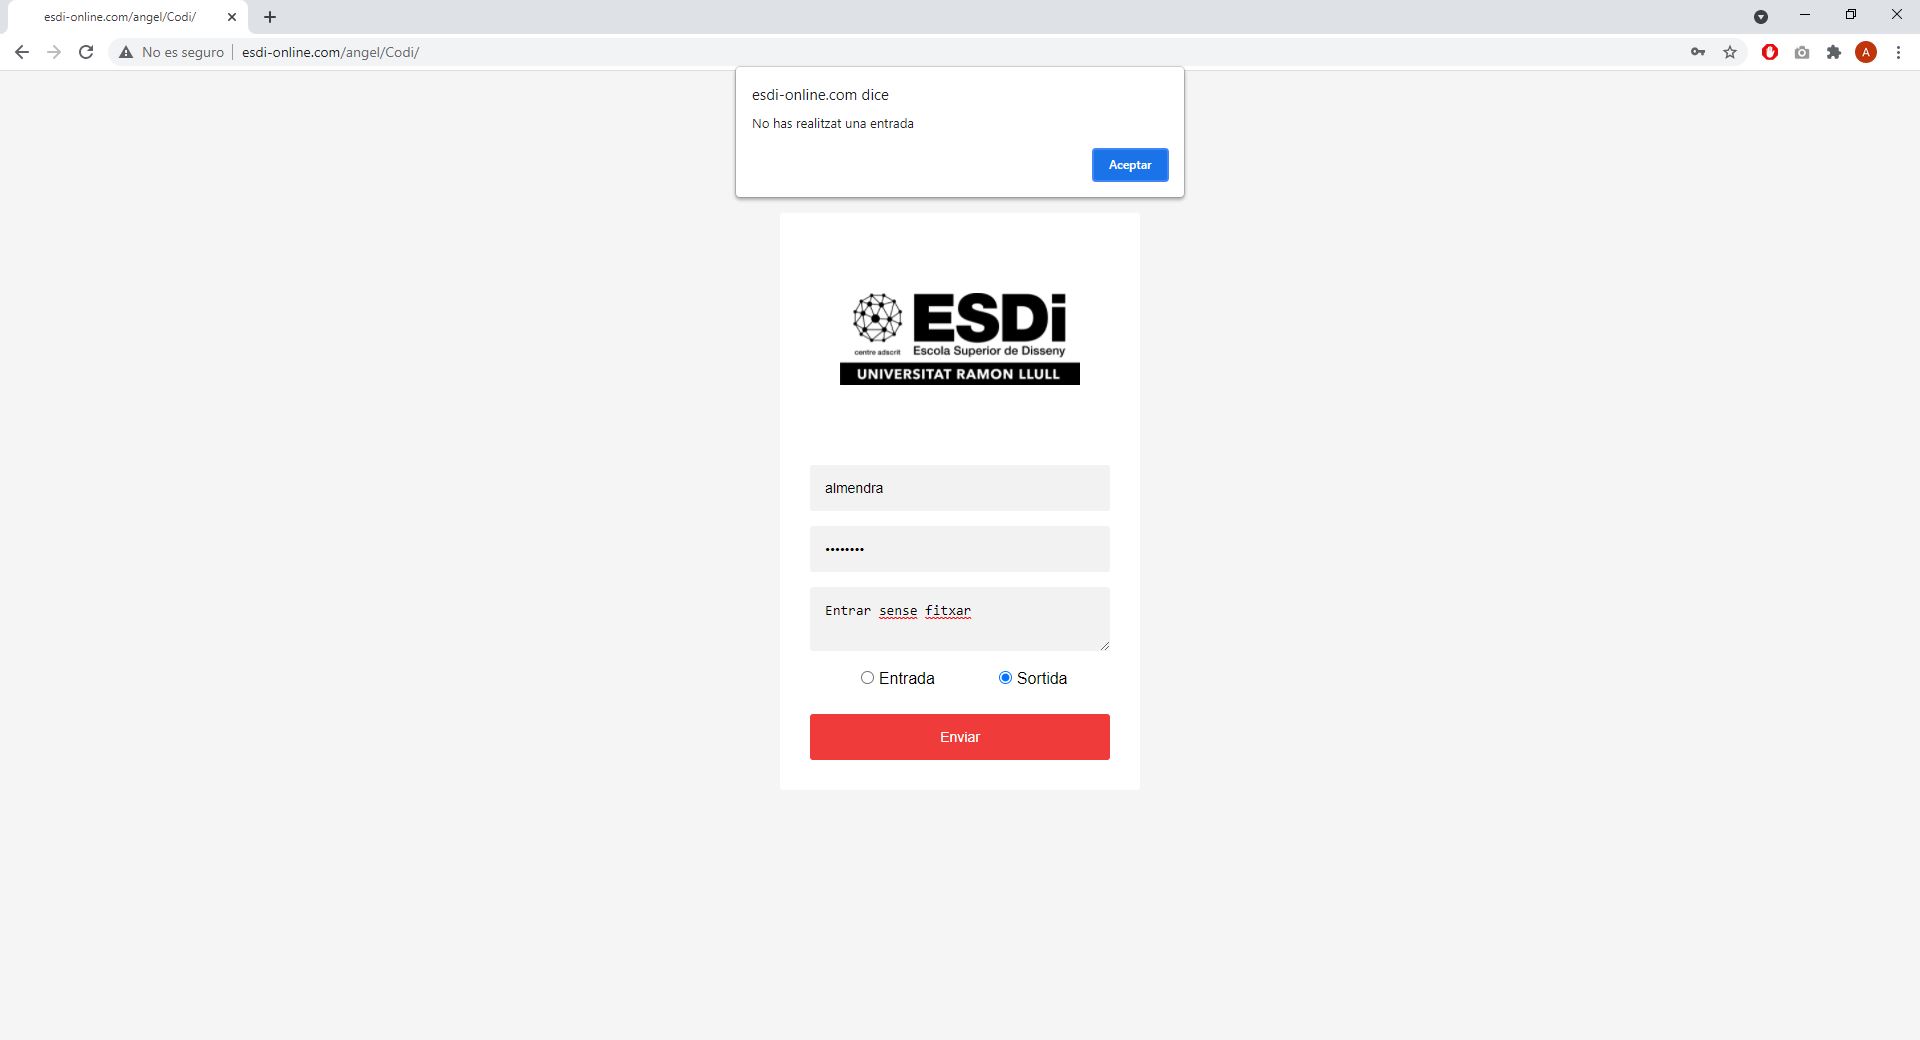 esdi-online.com/angel/Codi/
No es seguro
esdi-online.com/angel/Codi/
A
esdi-online.com dice
No has realitzat una entrada
Aceptar
ESDi
centre adscrit
Escola Superior de Disseny
UNIVERSITAT RAMON LLULL
almendra
••••••••
Entrar sense fitxar
Entrada
Sortida
Enviar